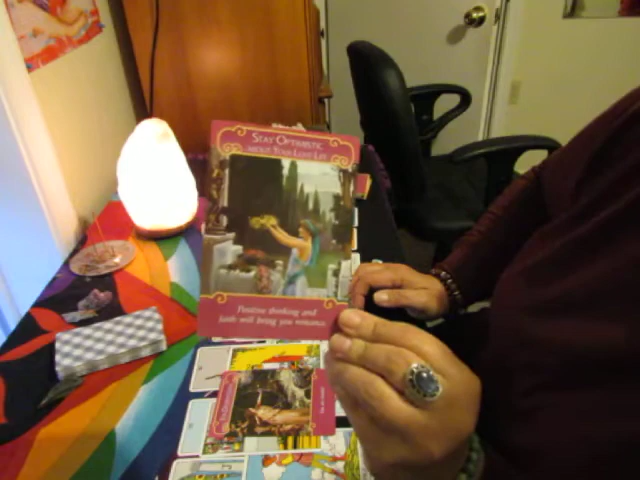 STAY OPTIMISTIC
ABOUT YOUR LOVE LIFE
Positive thinking and
faith will bring you romance.